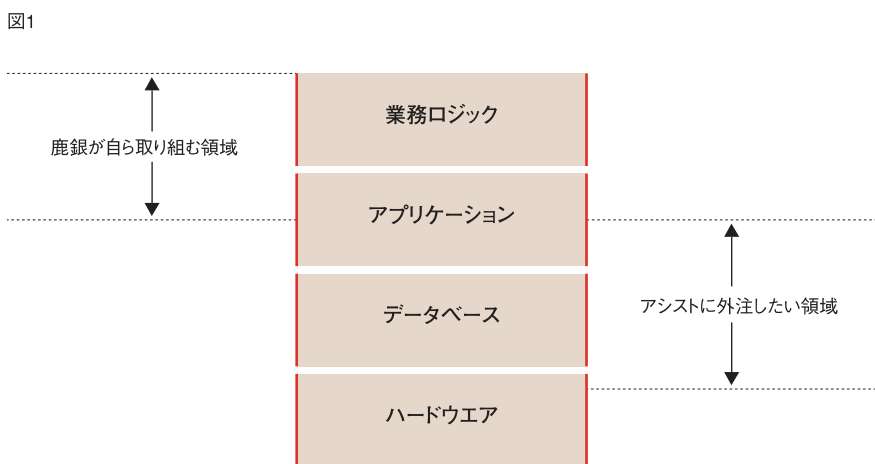 図1
業務ロジック
鹿銀が自ら取り組む領域
アプリケーション
アシストに外注したい領域
データベース
ハードウエア